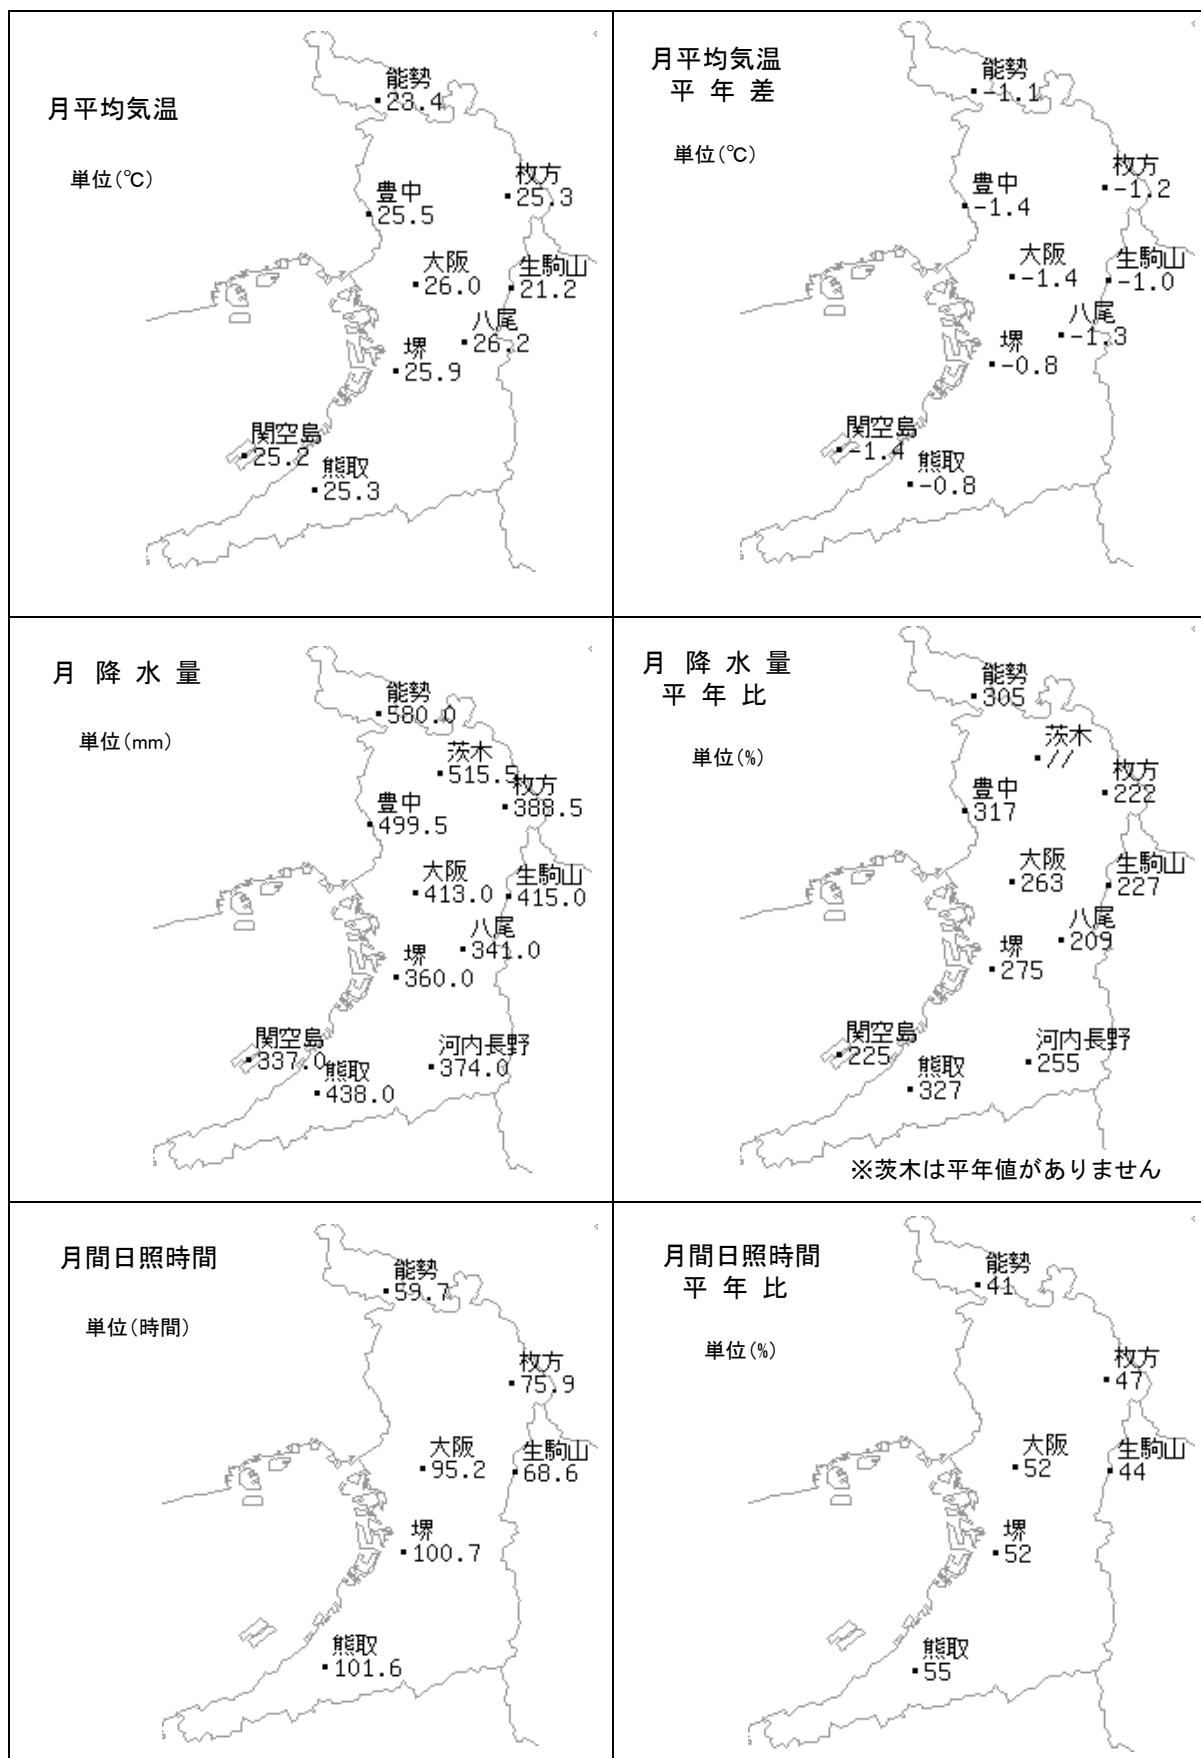 月平均気温
単位(℃)
能勢
23.4
枚方
25.3
豊中
25.5
大阪
26.0
生駒山
21.2
八尾
26.2
堺
25.9
関空島
25.2
熊取
25.3
月平均気温
平年差
単位(℃)
能勢
-1.1
枚方
-1.2
豊中
-1.4
大阪
-1.4
生駒山
-1.0
八尾
-1.3
堺
-0.8
関空島
-1.4
熊取
-0.8
月降水量
単位(mm)
能勢
580.0
茨木
515.5
枚方
388.5
豊中
499.5
大阪
413.0
生駒山
415.0
八尾
341.0
堺
360.0
関空島
337.0
河内長野
374.0
熊取
438.0
月降水量
平年比
単位(%)
能勢
305
茨木
//
枚方
222
豊中
317
大阪
263
生駒山
227
八尾
209
堺
275
関空島
225
河内長野
255
熊取
327
※茨木は平年値がありません
月間日照時間
単位(時間)
能勢
59.7
枚方
75.9
大阪
95.2
生駒山
68.6
堺
100.7
熊取
101.6
月間日照時間
平年比
単位(%)
能勢
41
枚方
47
大阪
52
生駒山
44
堺
52
熊取
55